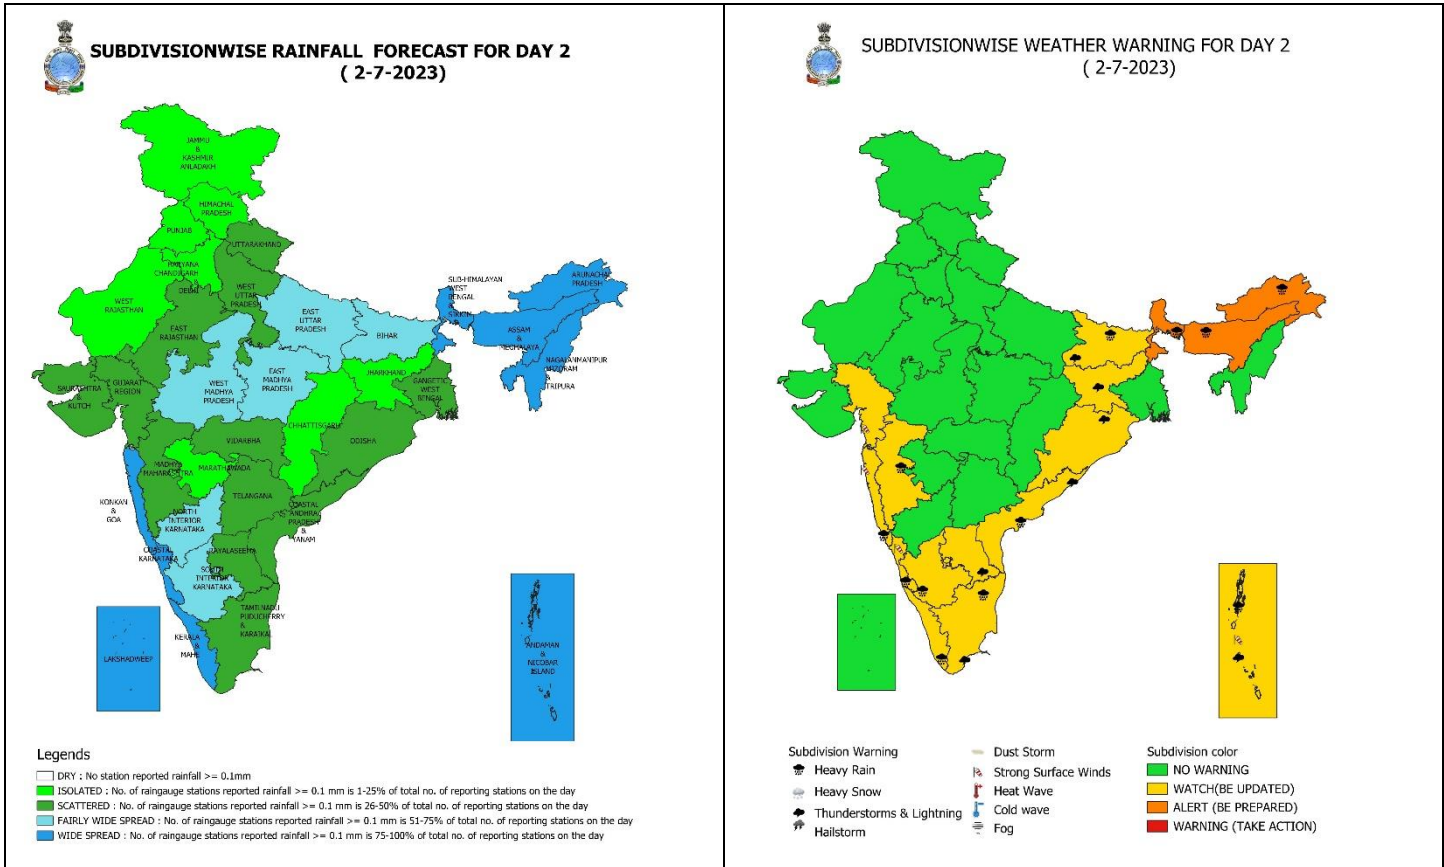 SUBDIVISIONWISE RAINFALL FORECAST FOR DAY 2
( 2-7-2023)
JAMMU
&
KASHMIR
ANLADAKH
HIMACHAL
PRADESH
PUNJAB
UTTARAKHAND
HARYANA
CHANDIGARH
&
DELHI
WEST
RAJASTHAN
WEST
UTTAR
PRADESH
EAST
RAJASTHAN
EAST
UTTAR
PRADESH
BIHAR
SUB-HIMALAYAN
WEST
BENGAL
&
SIKKIM
ARUNACHAL
PRADESH
ASSAM
&
MEGHALAYA
NAGALANMANIPUR
MIZORAM
&
TRIPURA
SAURASHTRA
&
KUTCH
GUJARAT
REGION
WEST
MADHYA
PRADESH
EAST
MADHYA
PRADESH
JHARKHAND
GANGETIC
WEST
BENGAL
CHHATTISGARH
ODISHA
VIDARBHA
MADHYA
MAHARASHTRA
MARATHAWADA
TELANGANA
KONKAN
&
GOA
NORTH
INTERIOR
KARNATAKA
COASTAL
ANDHRA
PRADESH
&
YANAM
COASTAL
KARNATAKA
RAYALASEEMA
SOUTH
INTERIOR
KARNATAKA
TAMILNADU
PUDUCHERRY
&
KARAIKAL
KERALA
&
MAHE
LAKSHADWEEP
ANDAMAN
&
NICOBAR
ISLAND
Legends
DRY : No station reported rainfall >= 0.1mm
ISOLATED : No. of raingauge stations reported rainfall >= 0.1 mm is 1-25% of total no. of reporting stations on the day
SCATTERED : No. of raingauge stations reported rainfall >= 0.1 mm is 26-50% of total no. of reporting stations on the day
FAIRLY WIDE SPREAD : No. of raingauge stations reported rainfall >= 0.1 mm is 51-75% of total no. of reporting stations on the day
WIDE SPREAD : No. of raingauge stations reported rainfall >= 0.1 mm is 75-100% of total no. of reporting stations on the day
SUBDIVISIONWISE WEATHER WARNING FOR DAY 2
( 2-7-2023)
Subdivision Warning
Heavy Rain
Heavy Snow
Thunderstorms & Lightning
Hailstorm
Dust Storm
Strong Surface Winds
Heat Wave
Cold wave
Fog
Subdivision color
NO WARNING
WATCH(BE UPDATED)
ALERT (BE PREPARED)
WARNING (TAKE ACTION)